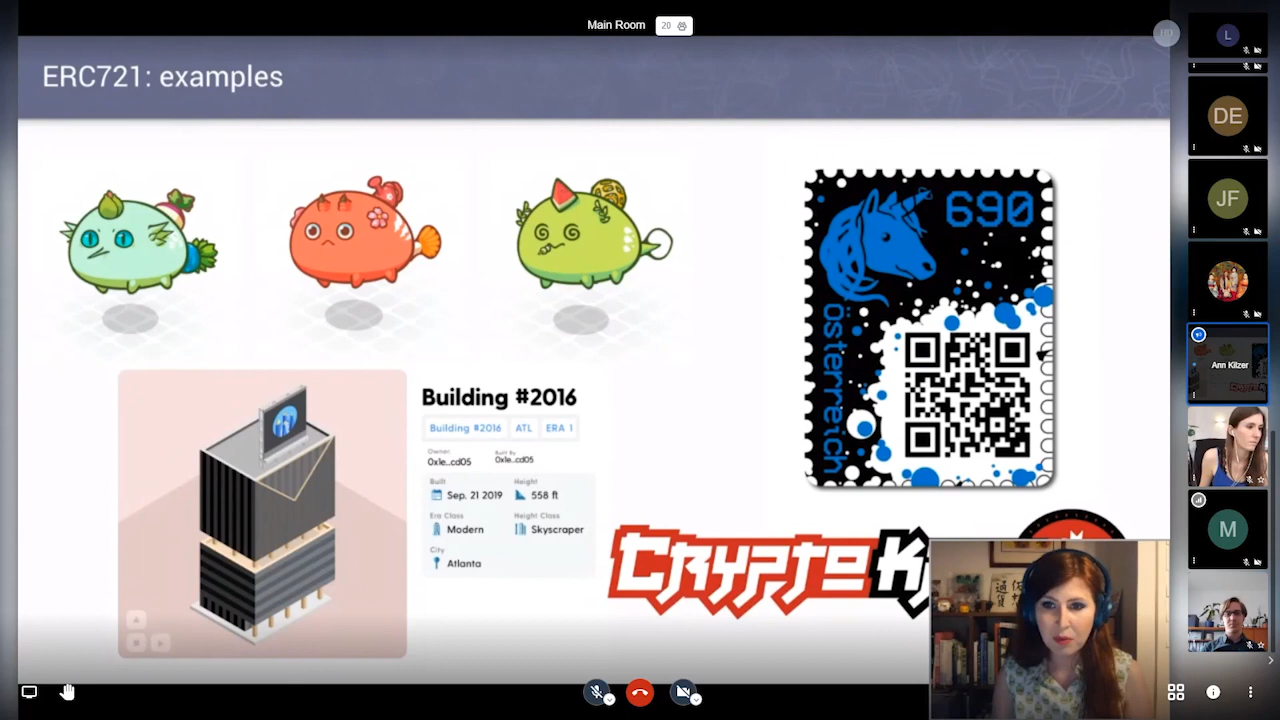 Main Room
20
ERC721: examples
690
Österreich
Building #2016
Building #2016
ATL
ERA 1
Owner
0x1e...cd05
Built By
0x1e...cd05
Built
Sep. 21 2019
Height
558 ft
Era Class
Modern
Height Class
Skyscraper
City
Atlanta
CRYPTOK
L
DE
JF
Ann Kilzer
M